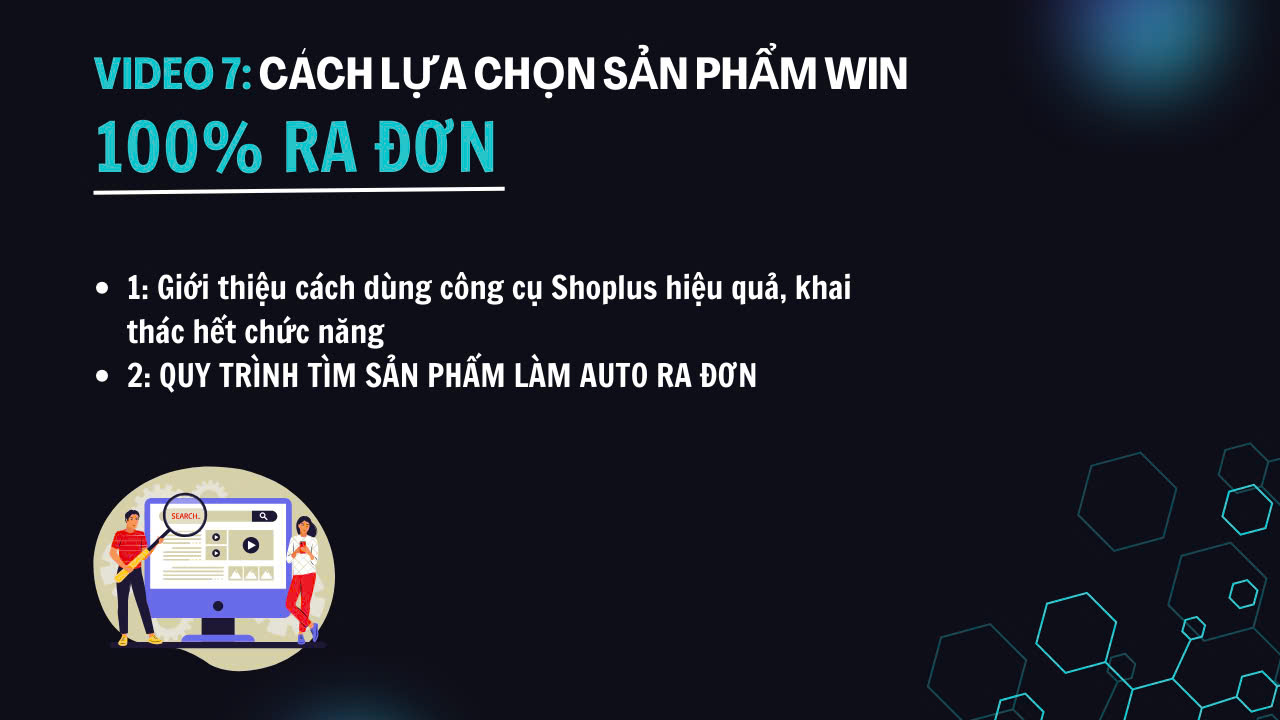 VIDEO 7: CÁCH LỰA CHỌN SẢN PHẨM WIN
100% RA ĐƠN
• 1: Giới thiệu cách dùng công cụ Shoplus hiệu quả, khai
thác hết chức năng
• 2: QUY TRÌNH TÌM SẢN PHẤM LÀM AUTO RA ĐƠN
SEARCH..